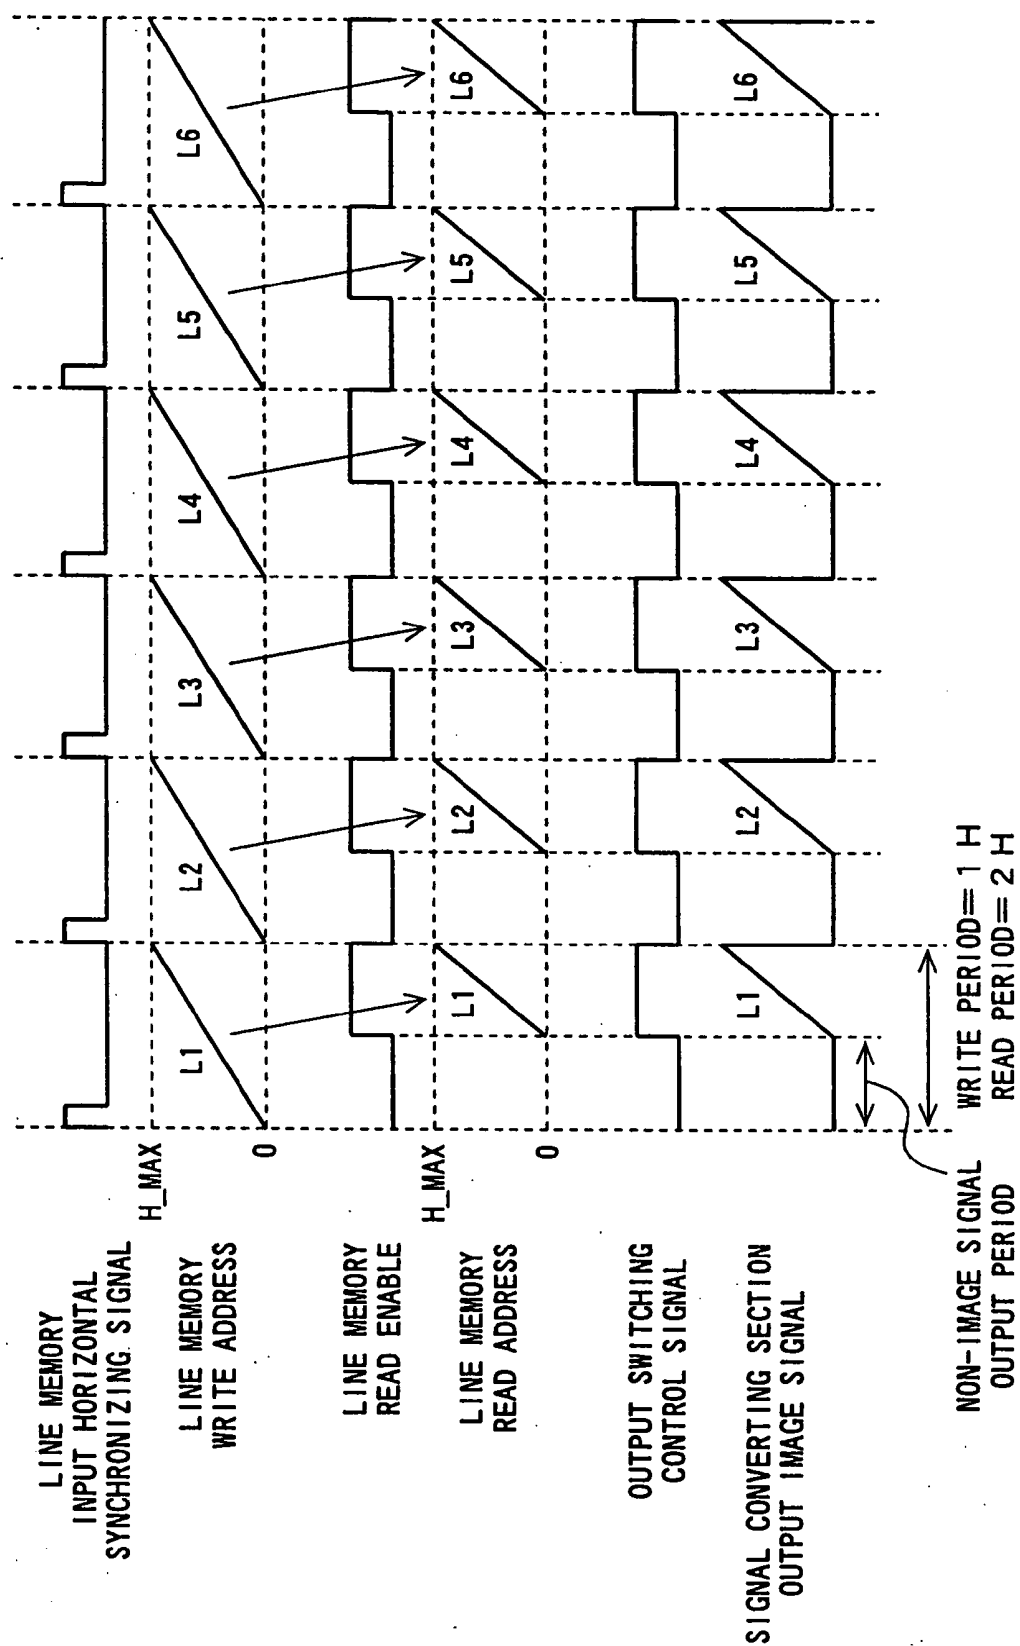 LINE MEMORY
INPUT HORIZONTAL
SYNCHRONIZING SIGNAL
H_MAX
LINE MEMORY
WRITE ADDRESS
0
L1
L2
L3
L4
L5
L6
LINE MEMORY
READ ENABLE
H_MAX
LINE MEMORY
READ ADDRESS
0
L1
L2
L3
L4
L5
L6
OUTPUT SWITCHING
CONTROL SIGNAL
SIGNAL CONVERTING SECTION
OUTPUT IMAGE SIGNAL
L1
L2
L3
L4
L5
L6
NON-IMAGE SIGNAL
OUTPUT PERIOD
WRITE PERIOD=1 H
READ PERIOD=2 H